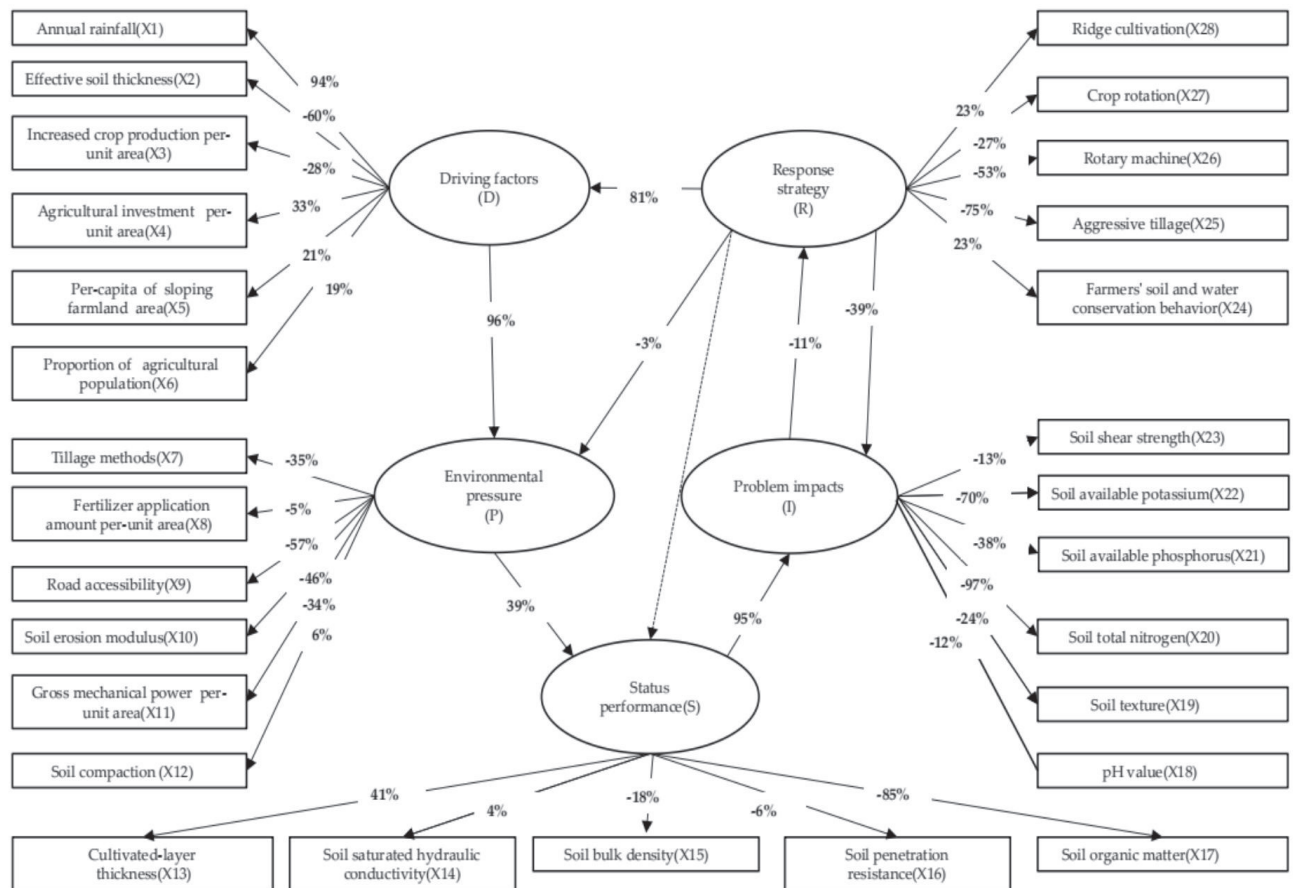 Annual rainfall(X1)
Effective soil thickness(X2)
Increased crop production per-
unit area(X3)
Agricultural investment per-
unit area(X4)
Per-capita of sloping
farmland area(X5)
Proportion of agricultural
population(X6)
94%
-60%
-28%
33%
21%
19%
Driving factors
(D)
81%
Response
strategy
(R)
23%
-27%
-53%
-75%
23%
Ridge cultivation(X28)
Crop rotation(X27)
Rotary machine(X26)
Aggressive tillage(X25)
Farmers' soil and water
conservation behavior(X24)
96%
-3%
-11%
-39%
Tillage methods(X7)
Fertilizer application
amount per-unit area(X8)
Road accessibility(X9)
Soil erosion modulus(X10)
Gross mechanical power per-
unit area(X11)
Soil compaction (X12)
-35%
-5%
-57%
-46%
-34%
6%
Environmental
pressure
(P)
Problem impacts
(I)
-13%
-70%
-38%
-97%
-24%
-12%
Soil shear strength(X23)
Soil available potassium(X22)
Soil available phosphorus(X21)
Soil total nitrogen(X20)
Soil texture(X19)
pH value(X18)
39%
95%
Status
performance(S)
41%
4%
-18%
-6%
-85%
Cultivated-layer
thickness(X13)
Soil saturated hydraulic
conductivity(X14)
Soil bulk density(X15)
Soil penetration
resistance(X16)
Soil organic matter(X17)